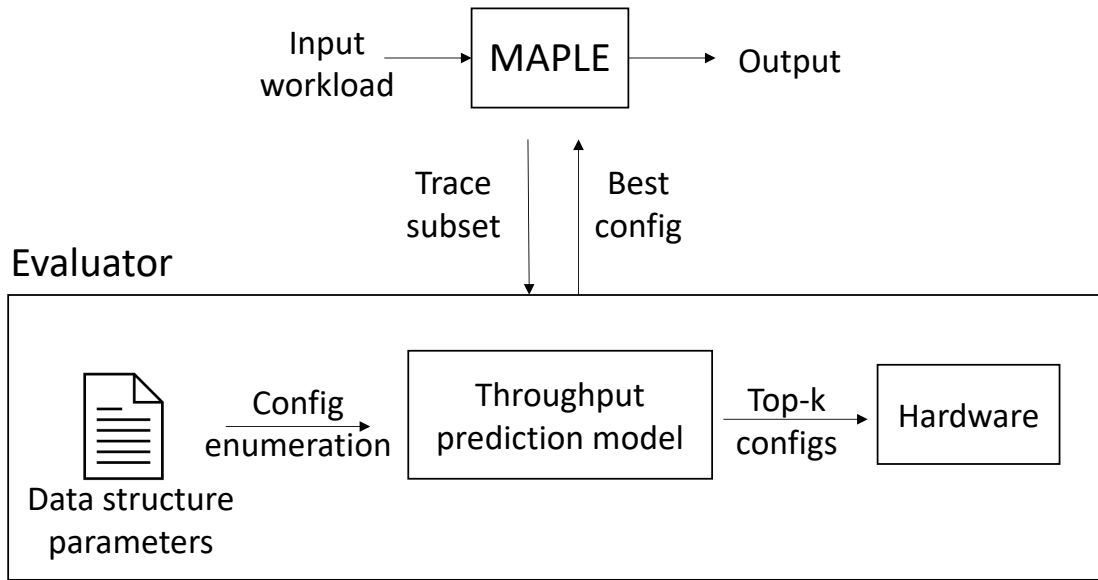 Input
workload
MAPLE
Output
Trace
subset
Best
config
Evaluator
Data structure
parameters
Config
enumeration
Throughput
prediction model
Top-k
configs
Hardware